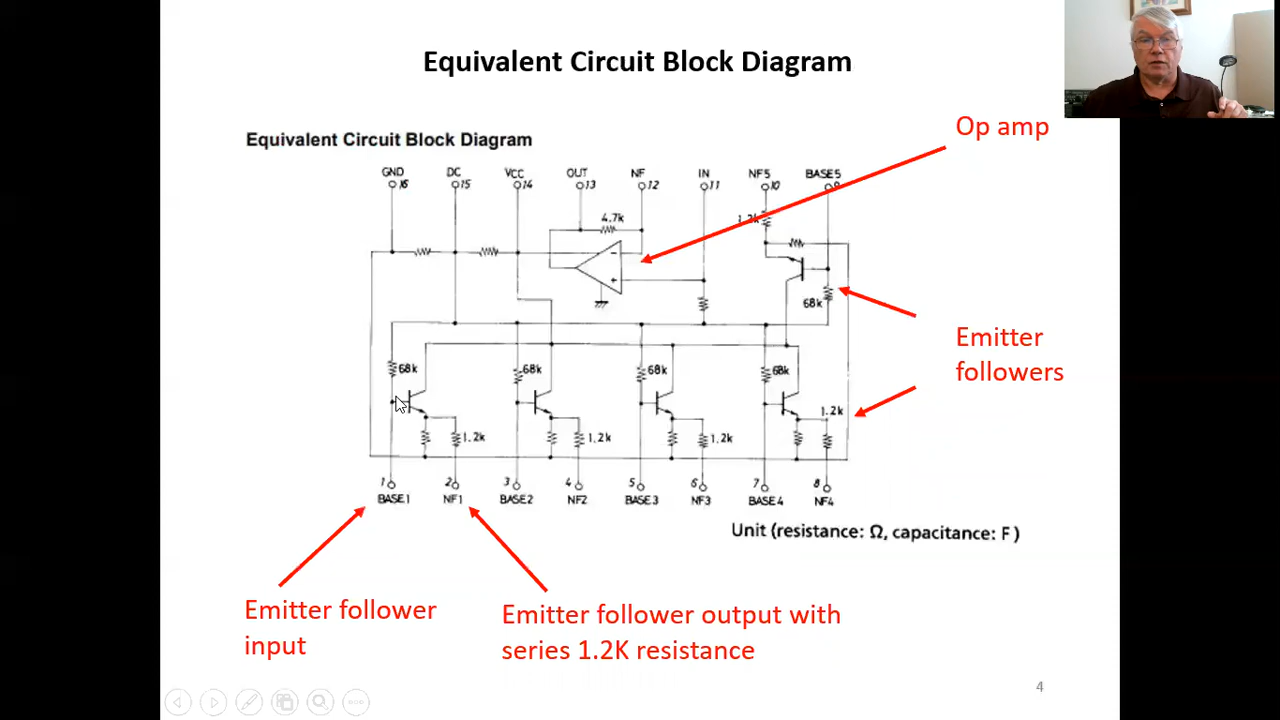 Equivalent Circuit Block Diagram
Op amp
Equivalent Circuit Block Diagram
GND DC VCC OUT NF IN NF5 BASE5
16 15 14 13 12 11 10 9
4.7k
1.2k
68k
Emitter
followers
68k 68k 68k 68k
1.2k
1.2k 1.2k 1.2k
1 2 3 4 5 6 7 8
BASE1 NF1 BASE2 NF2 BASE3 NF3 BASE4 NF4
Unit (resistance: Ω, capacitance: F)
Emitter follower
input
Emitter follower output with
series 1.2K resistance
4